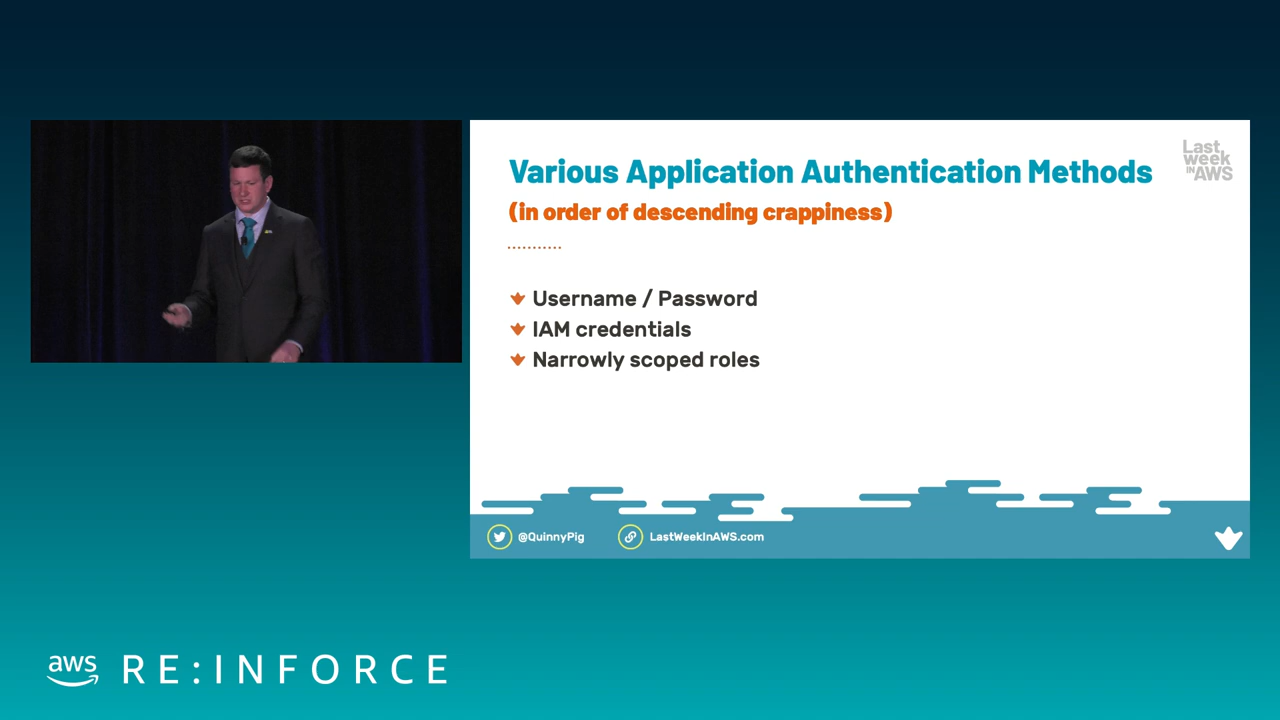 Various Application Authentication Methods
(in order of descending crappiness)
Last
week
IN AWS
Username / Password
IAM credentials
Narrowly scoped roles
@QuinnyPig
LastWeekInAWS.com
aws RE:INFORCE